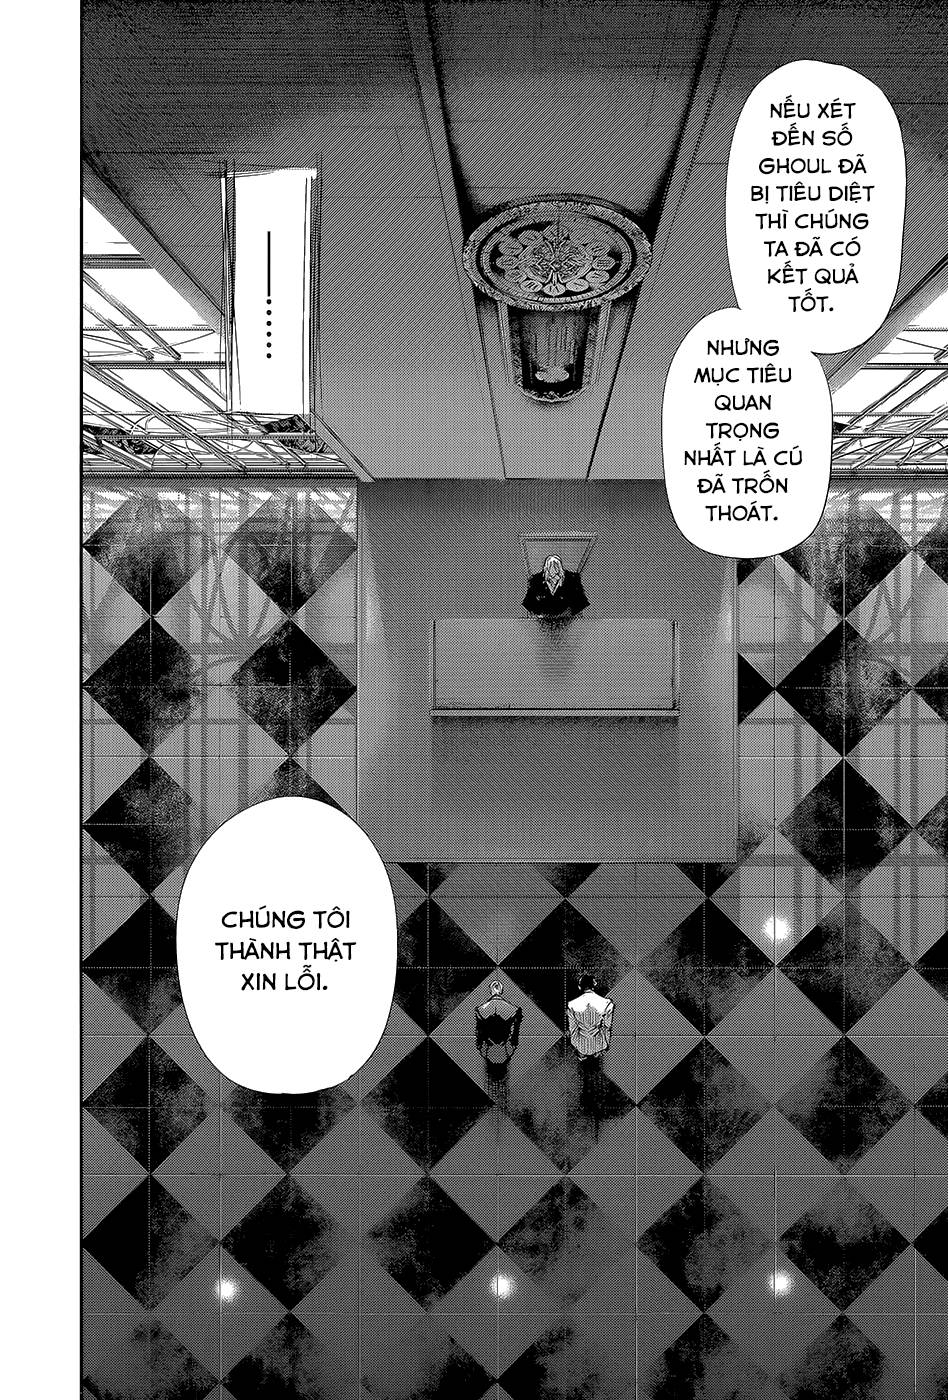 NẾU XÉT
ĐẾN SỐ
GHOUL ĐÃ
BỊ TIÊU DIỆT
THÌ CHÚNG
TA ĐÃ CÓ
KẾT QUẢ
TỐT.
NHƯNG
MỤC TIÊU
QUAN
TRỌNG
NHẤT LÀ CÚ
ĐÃ TRỐN
THOÁT.
—.......
CHÚNG TÔI
THÀNH THẬT
XIN LỖI.